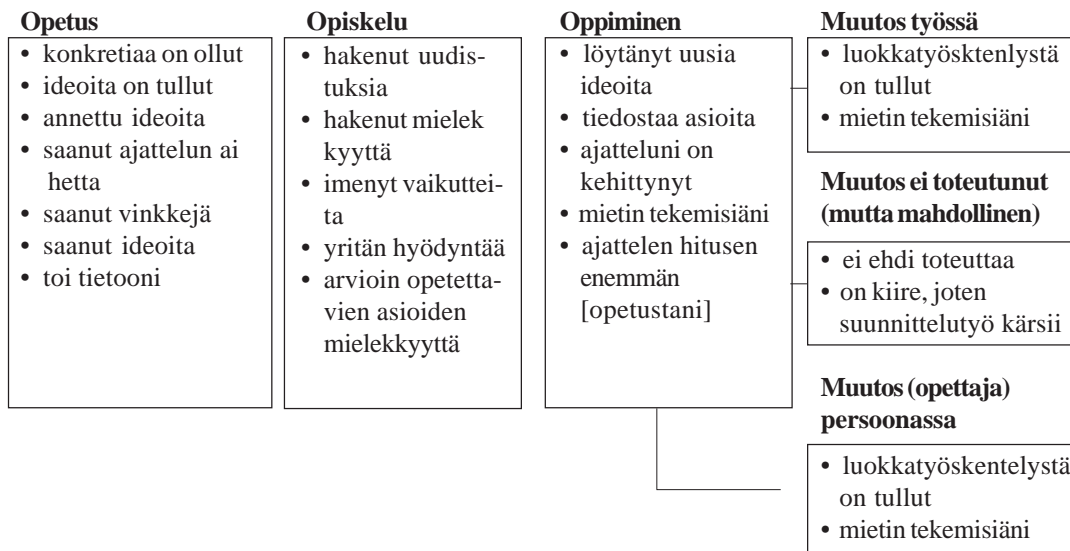 Opetus
• konkretiaa on ollut
• ideoita on tullut
• annettu ideoita
• saanut ajattelun ai
hetta
• saanut vinkkejä
• saanut ideoita
• toi tietooni
Opiskelu
• hakenut uudis-
tuksia
• hakenut mielek
kyyttä
• imenyt vaikuttei-
ta
• yritän hyödyntää
• arvioin opetetta-
vien asioiden
mielekkyyttä
Oppiminen
• löytänyt uusia
ideoita
• tiedostaa asioita
• ajatteluni on
kehittynyt
• mietin tekemisiäni
• ajattelen hitusen
enemmän
[opetustani]
Muutos työssä
• luokkatyösktenlystä
on tullut
• mietin tekemisiäni
Muutos ei toteutunut
(mutta mahdollinen)
• ei ehdi toteuttaa
• on kiire, joten
suunnittelutyö kärsii
Muutos (opettaja)
persoonassa
• luokkatyöskentelystä
on tullut
• mietin tekemisiäni